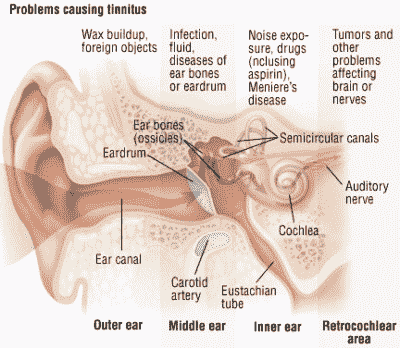 Problems causing tinnitus
Wax buildup,
foreign objects
Infection,
fluid,
diseases of
ear bones
or eardrum
Noise expo-
sure, drugs
(nclusing
aspirin),
Meniere's
disease
Tumors and
other
problems
affecting
brain or
nerves
Ear bones
(ossicles)
Eardrum
Semicircular canals
Auditory
nerve
Cochlea
Ear canal
Carotid
artery
Eustachian
tube
Outer ear
Middle ear
Inner ear
Retrocochlear
area